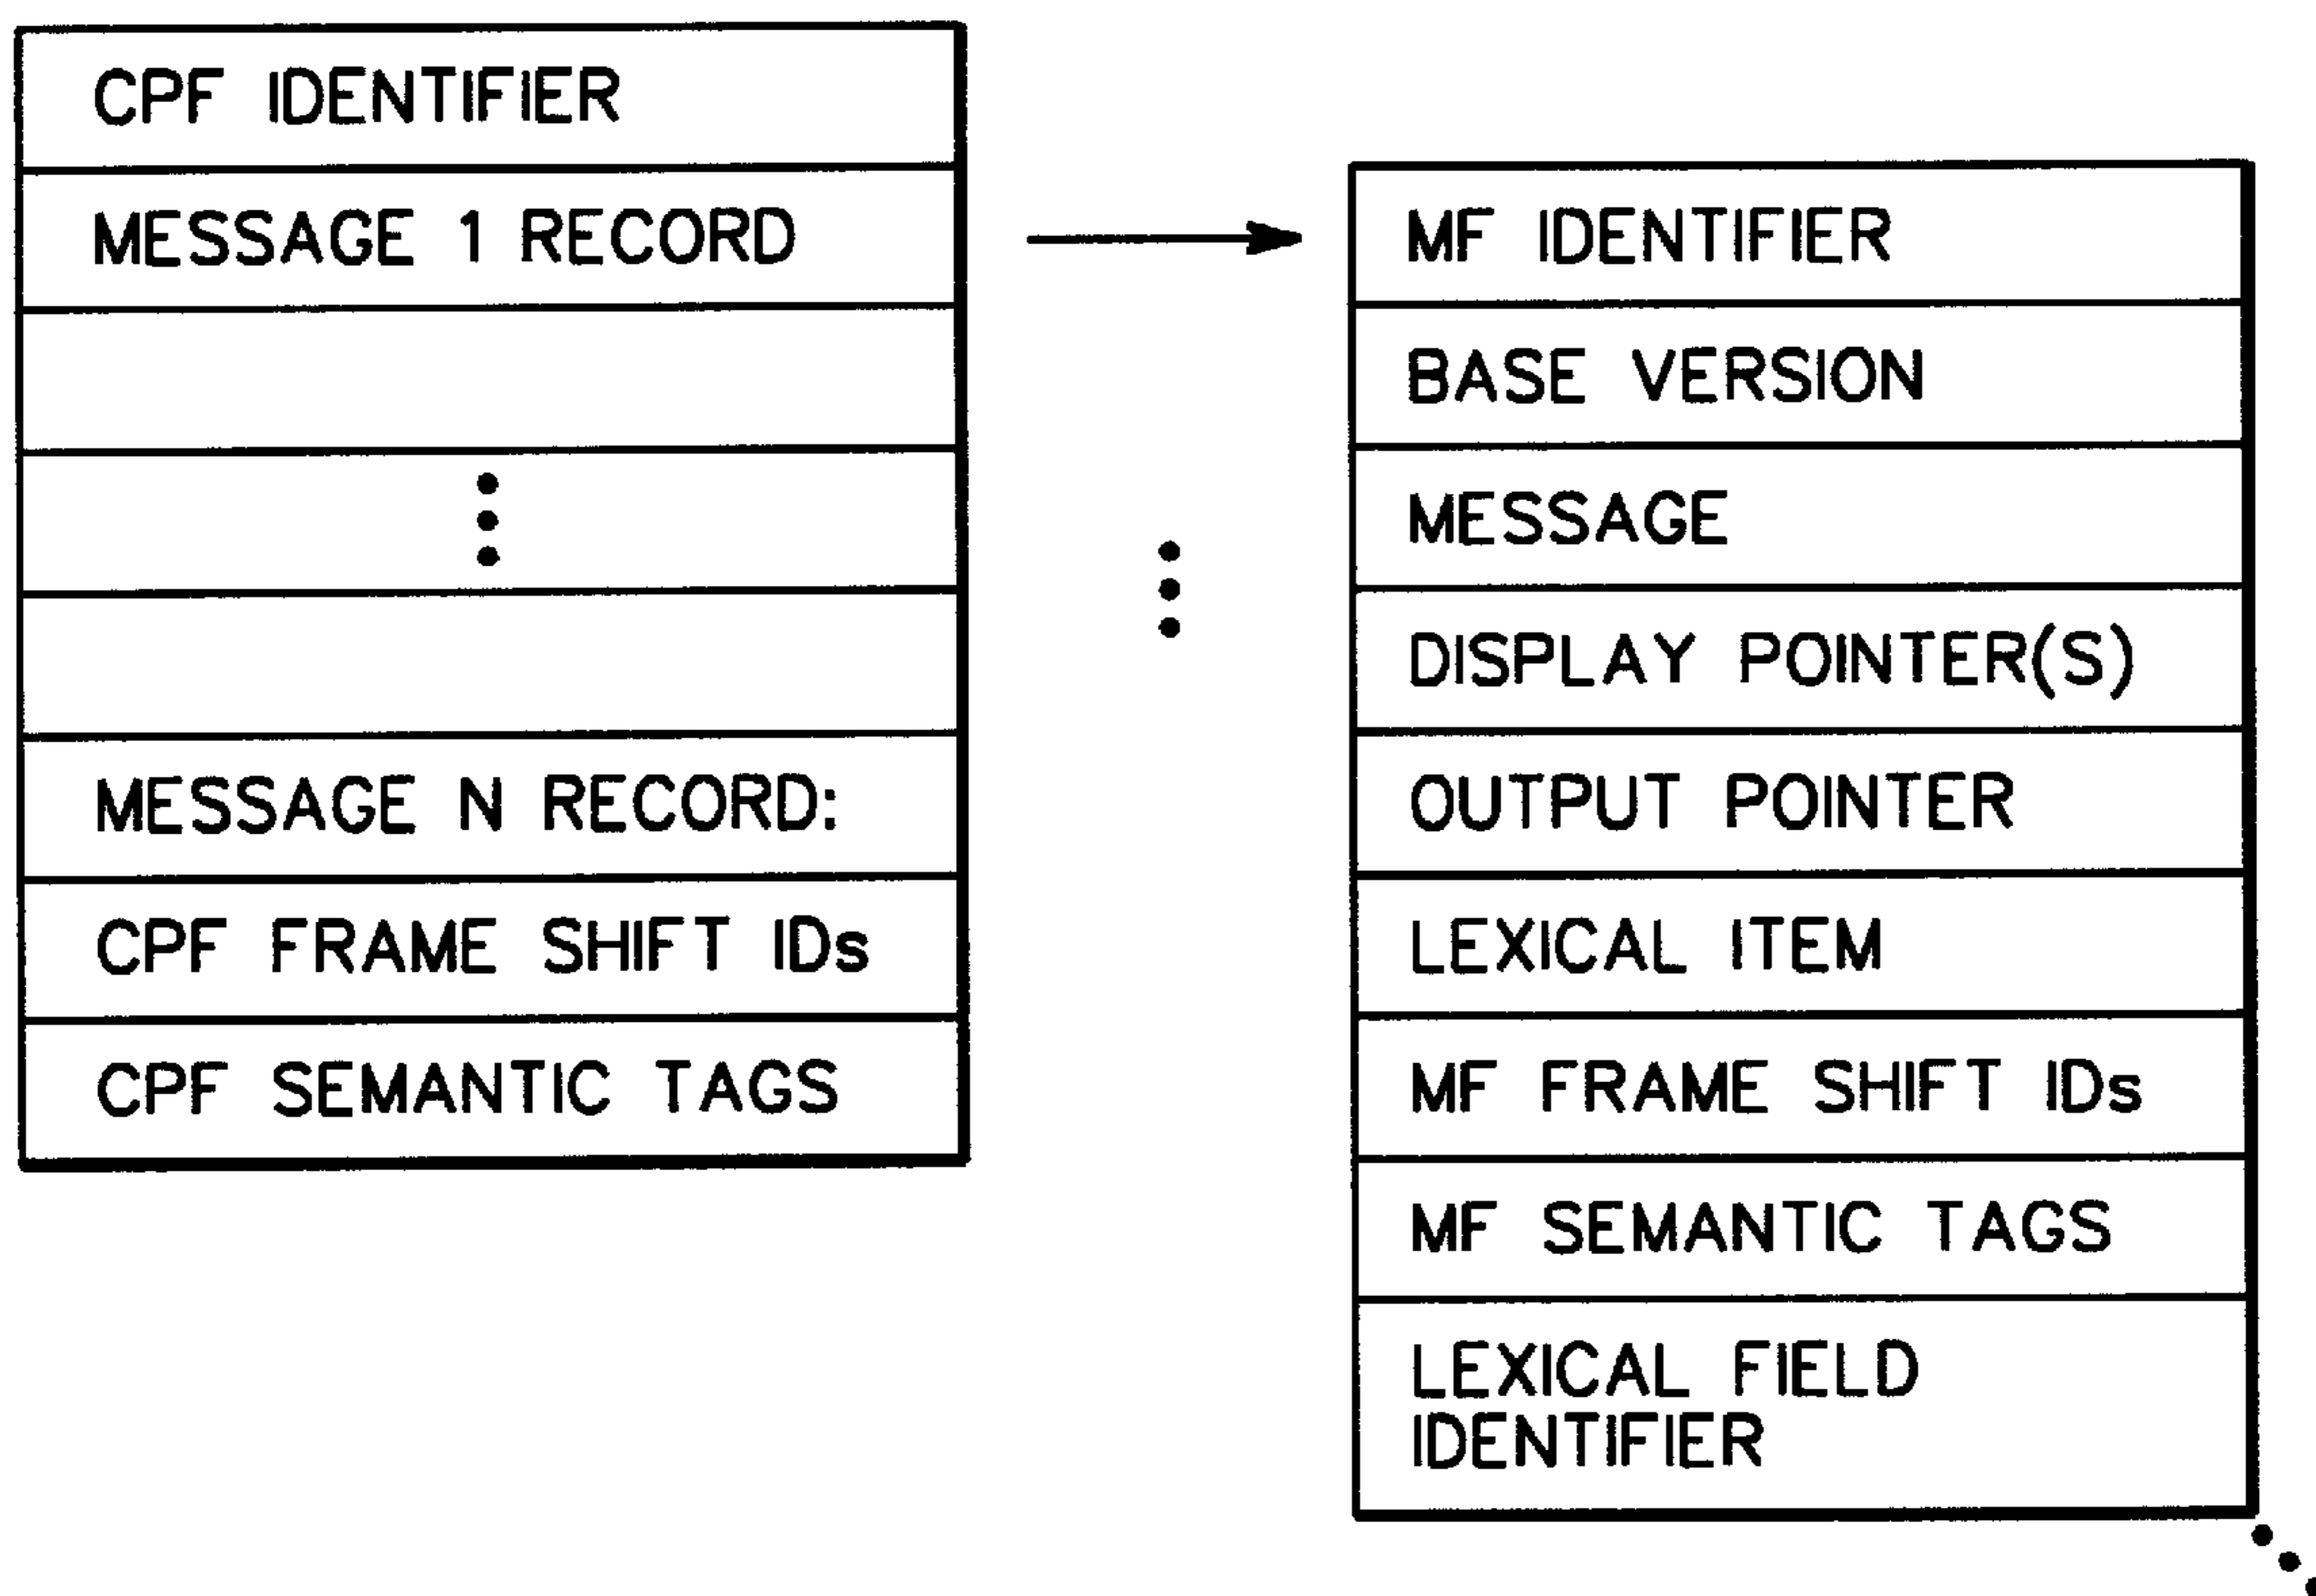 CPF IDENTIFIER
MESSAGE 1 RECORD
MESSAGE N RECORD:
CPF FRAME SHIFT IDs
CPF SEMANTIC TAGS
MF IDENTIFIER
BASE VERSION
MESSAGE
DISPLAY POINTER(S)
OUTPUT POINTER
LEXICAL ITEM
MF FRAME SHIFT IDs
MF SEMANTIC TAGS
LEXICAL FIELD
IDENTIFIER